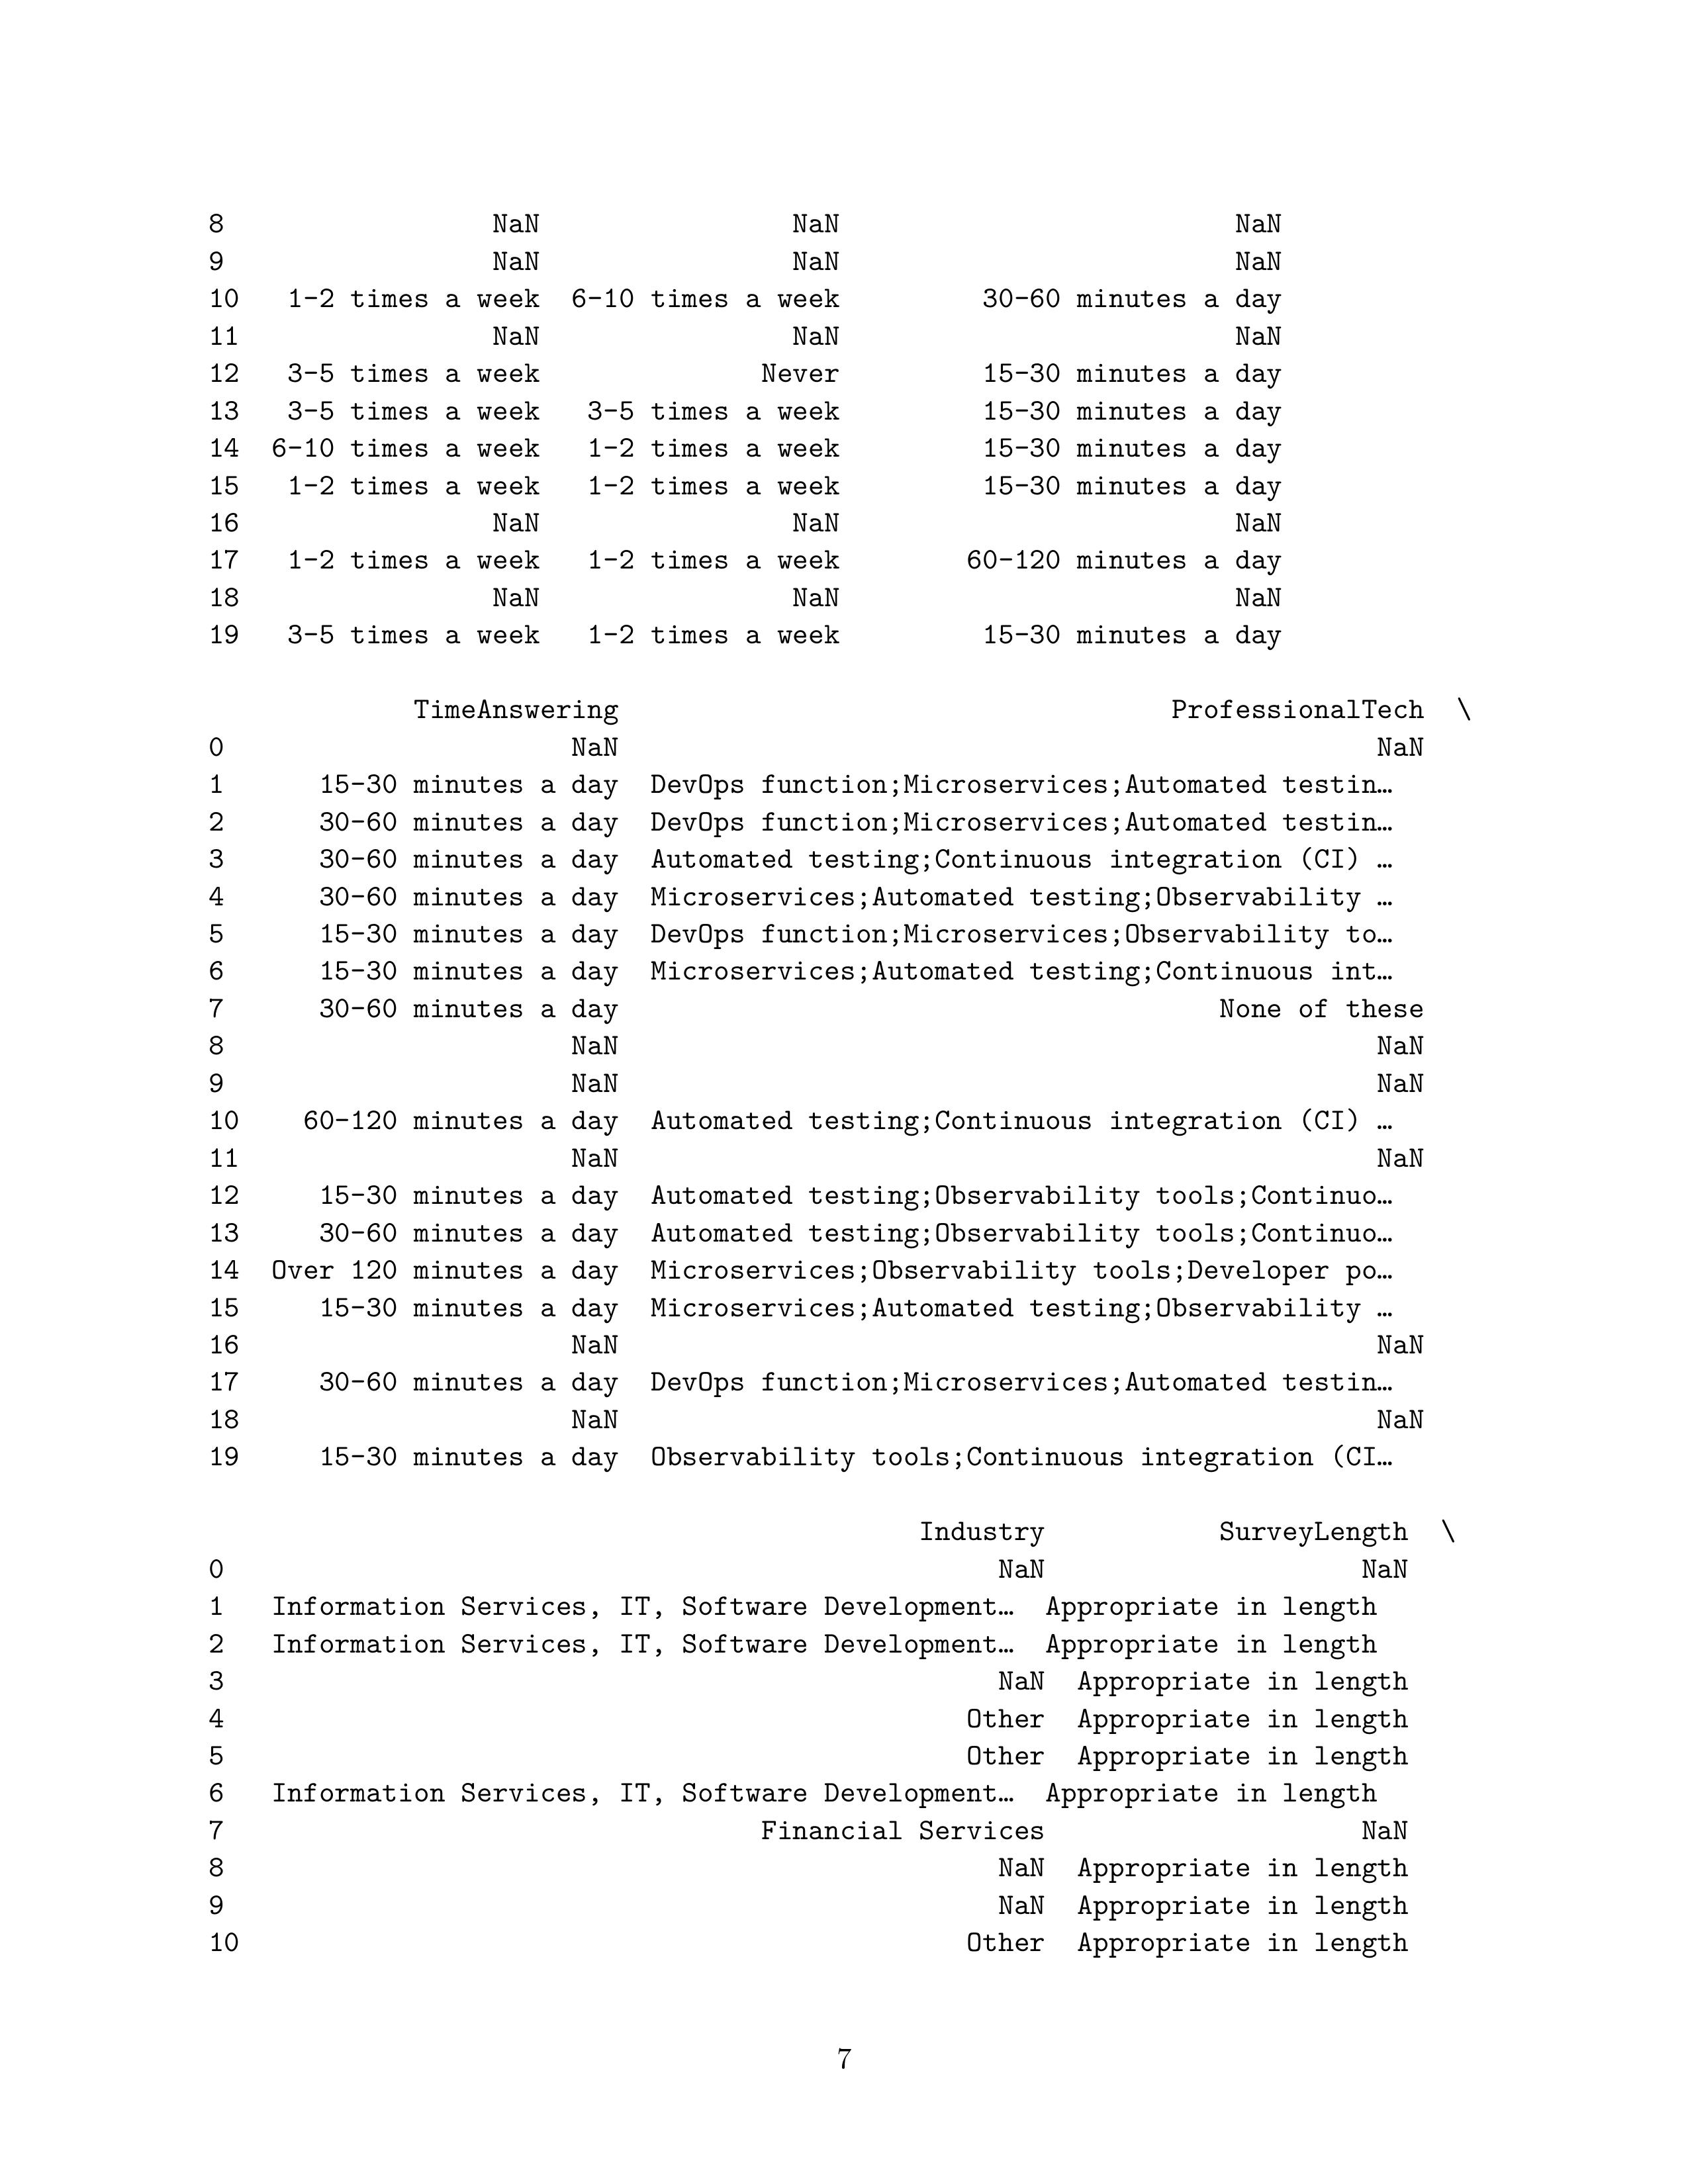 8                 NaN                NaN                         NaN
9                 NaN                NaN                         NaN
10   1-2 times a week  6-10 times a week         30-60 minutes a day
11                NaN                NaN                         NaN
12   3-5 times a week              Never         15-30 minutes a day
13   3-5 times a week   3-5 times a week         15-30 minutes a day
14  6-10 times a week   1-2 times a week         15-30 minutes a day
15   1-2 times a week   1-2 times a week         15-30 minutes a day
16                NaN                NaN                         NaN
17   1-2 times a week   1-2 times a week        60-120 minutes a day
18                NaN                NaN                         NaN
19   3-5 times a week   1-2 times a week         15-30 minutes a day
             TimeAnswering                                   ProfessionalTech  \
0                      NaN                                                NaN
1      15-30 minutes a day  DevOps function;Microservices;Automated testin…
2      30-60 minutes a day  DevOps function;Microservices;Automated testin…
3      30-60 minutes a day  Automated testing;Continuous integration (CI) …
4      30-60 minutes a day  Microservices;Automated testing;Observability …
5      15-30 minutes a day  DevOps function;Microservices;Observability to…
6      15-30 minutes a day  Microservices;Automated testing;Continuous int…
7      30-60 minutes a day                                      None of these
8                      NaN                                                NaN
9                      NaN                                                NaN
10    60-120 minutes a day  Automated testing;Continuous integration (CI) …
11                     NaN                                                NaN
12     15-30 minutes a day  Automated testing;Observability tools;Continuo…
13     30-60 minutes a day  Automated testing;Observability tools;Continuo…
14  Over 120 minutes a day  Microservices;Observability tools;Developer po…
15     15-30 minutes a day  Microservices;Automated testing;Observability …
16                     NaN                                                NaN
17     30-60 minutes a day  DevOps function;Microservices;Automated testin…
18                     NaN                                                NaN
19     15-30 minutes a day  Observability tools;Continuous integration (CI…
                                             Industry           SurveyLength  \
0                                                 NaN                    NaN
1   Information Services, IT, Software Development…  Appropriate in length
2   Information Services, IT, Software Development…  Appropriate in length
3                                                 NaN  Appropriate in length
4                                               Other  Appropriate in length
5                                               Other  Appropriate in length
6   Information Services, IT, Software Development…  Appropriate in length
7                                  Financial Services                    NaN
8                                                 NaN  Appropriate in length
9                                                 NaN  Appropriate in length
10                                              Other  Appropriate in length
7